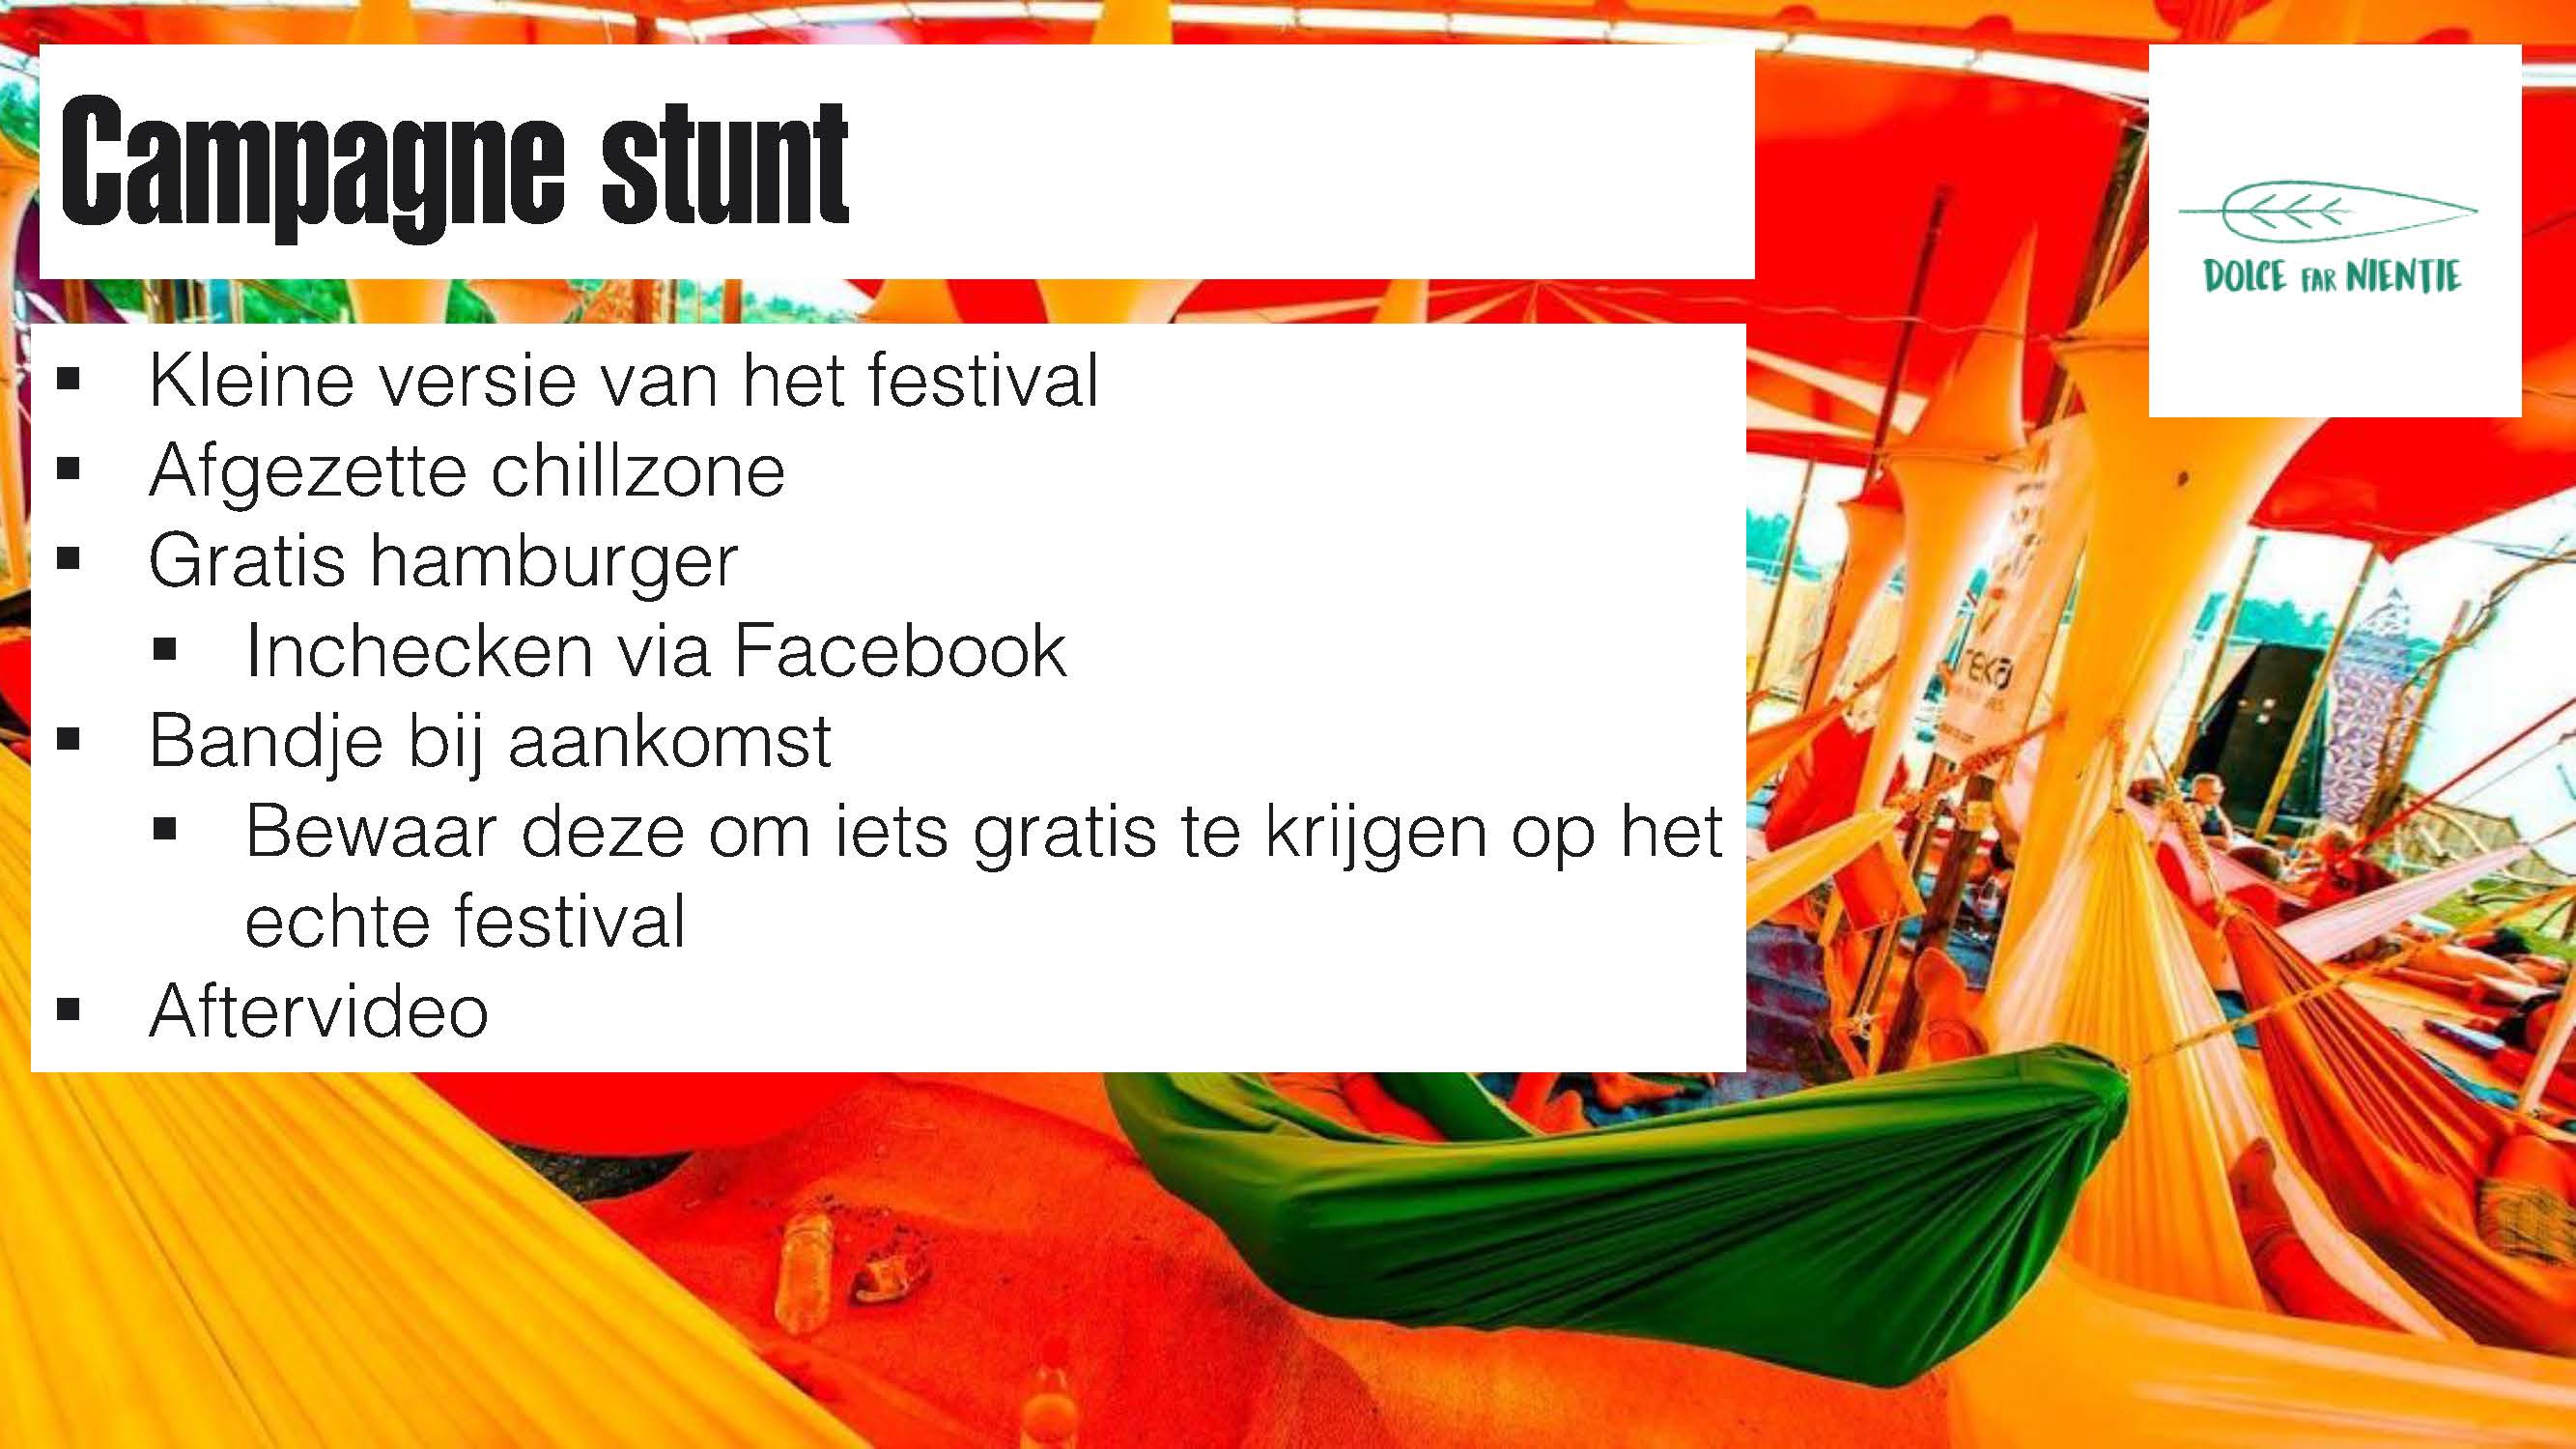 Campagne stunt
DOLCE FAR NIENTIE
▪ Kleine versie van het festival
▪ Afgezette chillzone
▪ Gratis hamburger
▪ Inchecken via Facebook
▪ Bandje bij aankomst
▪ Bewaar deze om iets gratis te krijgen op het
echte festival
▪ Aftervideo